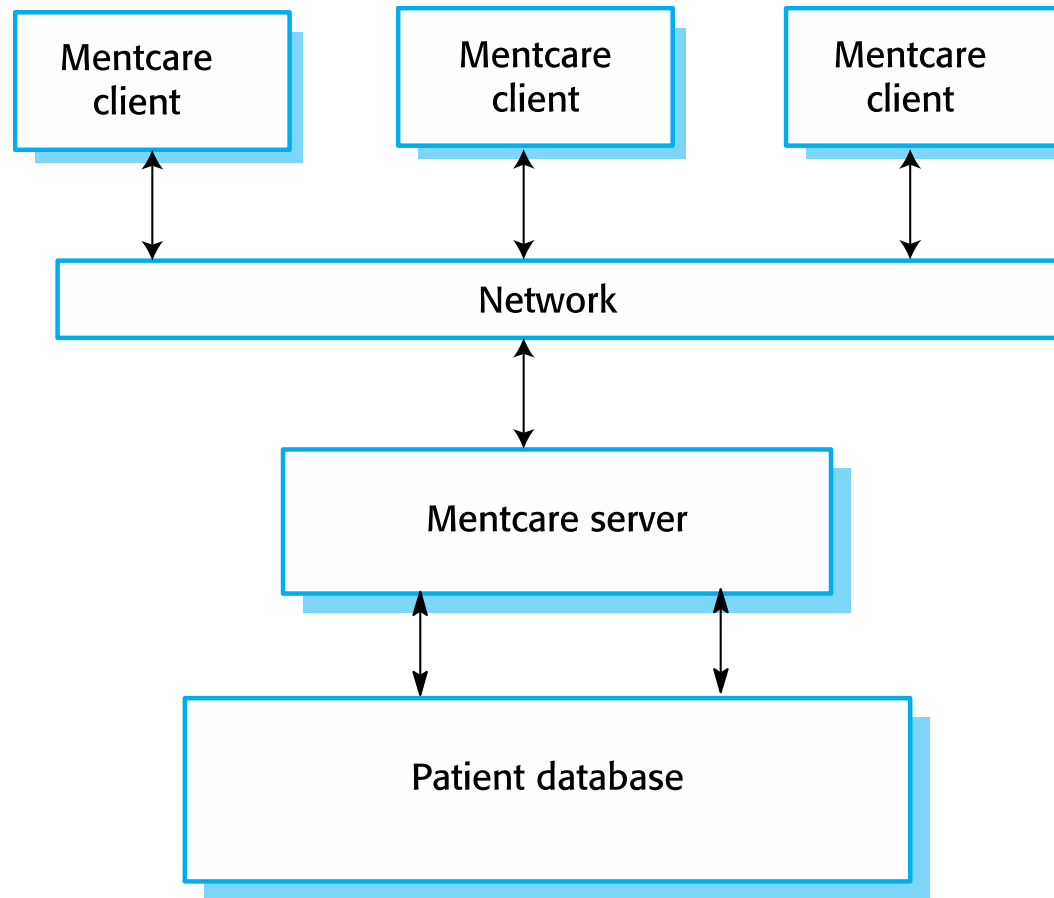 Mentcare
client
Mentcare
client
Mentcare
client
Network
Mentcare server
Patient database